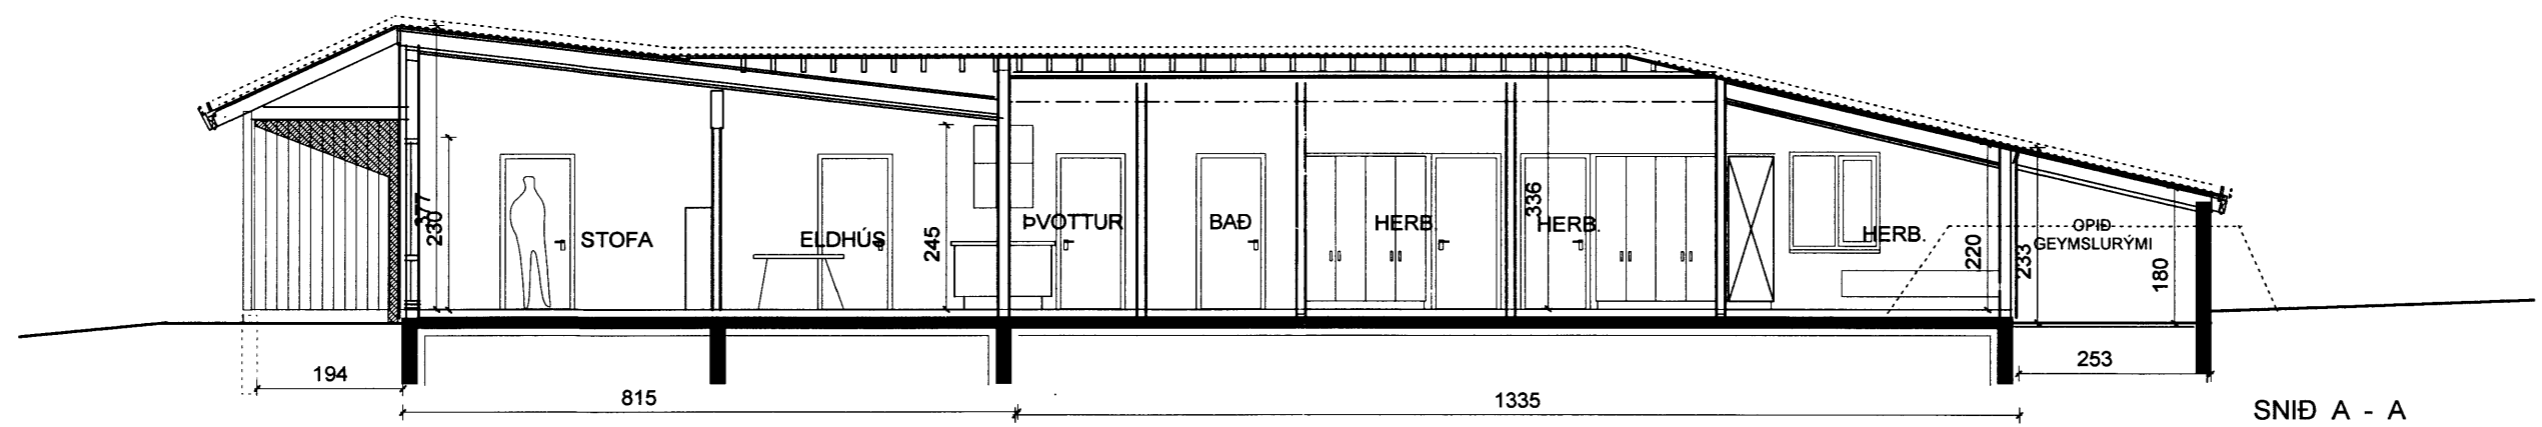 377
230
STOFA
ELDHÚS
245
ÞVOTTUR
BAÐ
HERB.
336
HERB.
HERB.
220
233
OPIÐ
GEYMSLURÝMI
180
194
815
1335
253
SNIÐ A - A